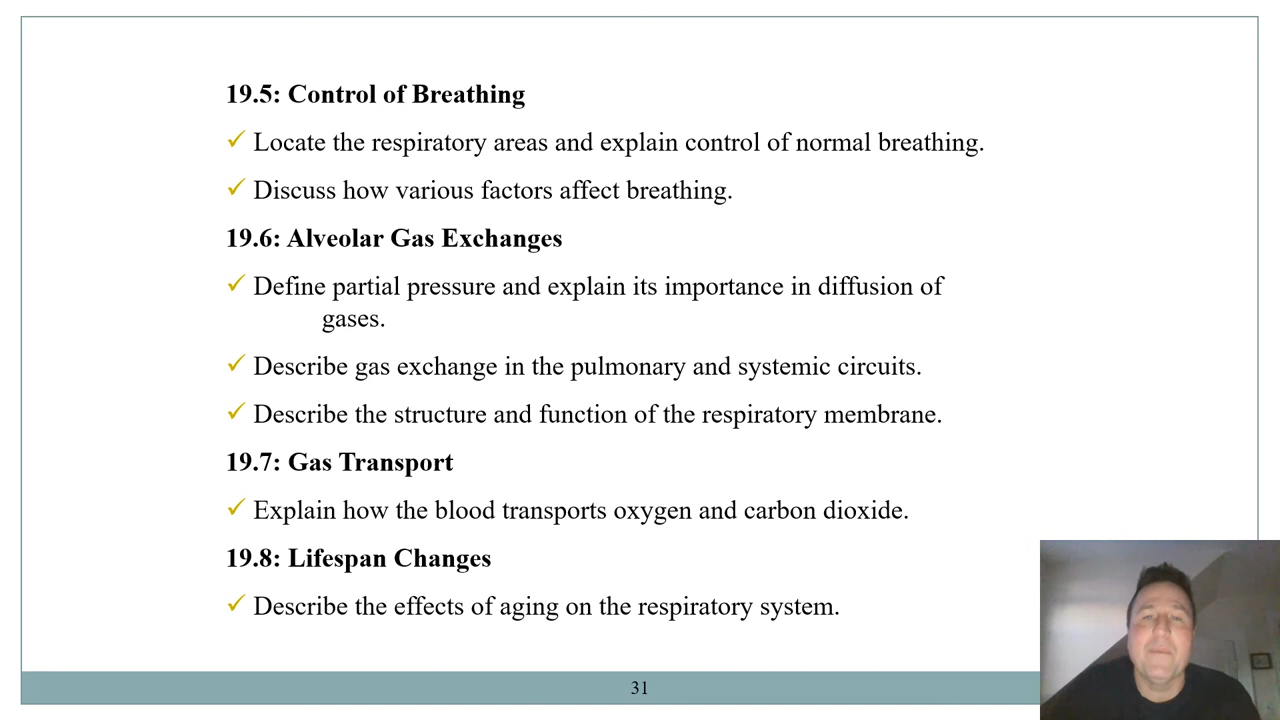 19.5: Control of Breathing
✓ Locate the respiratory areas and explain control of normal breathing.
✓ Discuss how various factors affect breathing.
19.6: Alveolar Gas Exchanges
✓ Define partial pressure and explain its importance in diffusion of
gases.
✓ Describe gas exchange in the pulmonary and systemic circuits.
✓ Describe the structure and function of the respiratory membrane.
19.7: Gas Transport
✓ Explain how the blood transports oxygen and carbon dioxide.
19.8: Lifespan Changes
✓ Describe the effects of aging on the respiratory system.
31